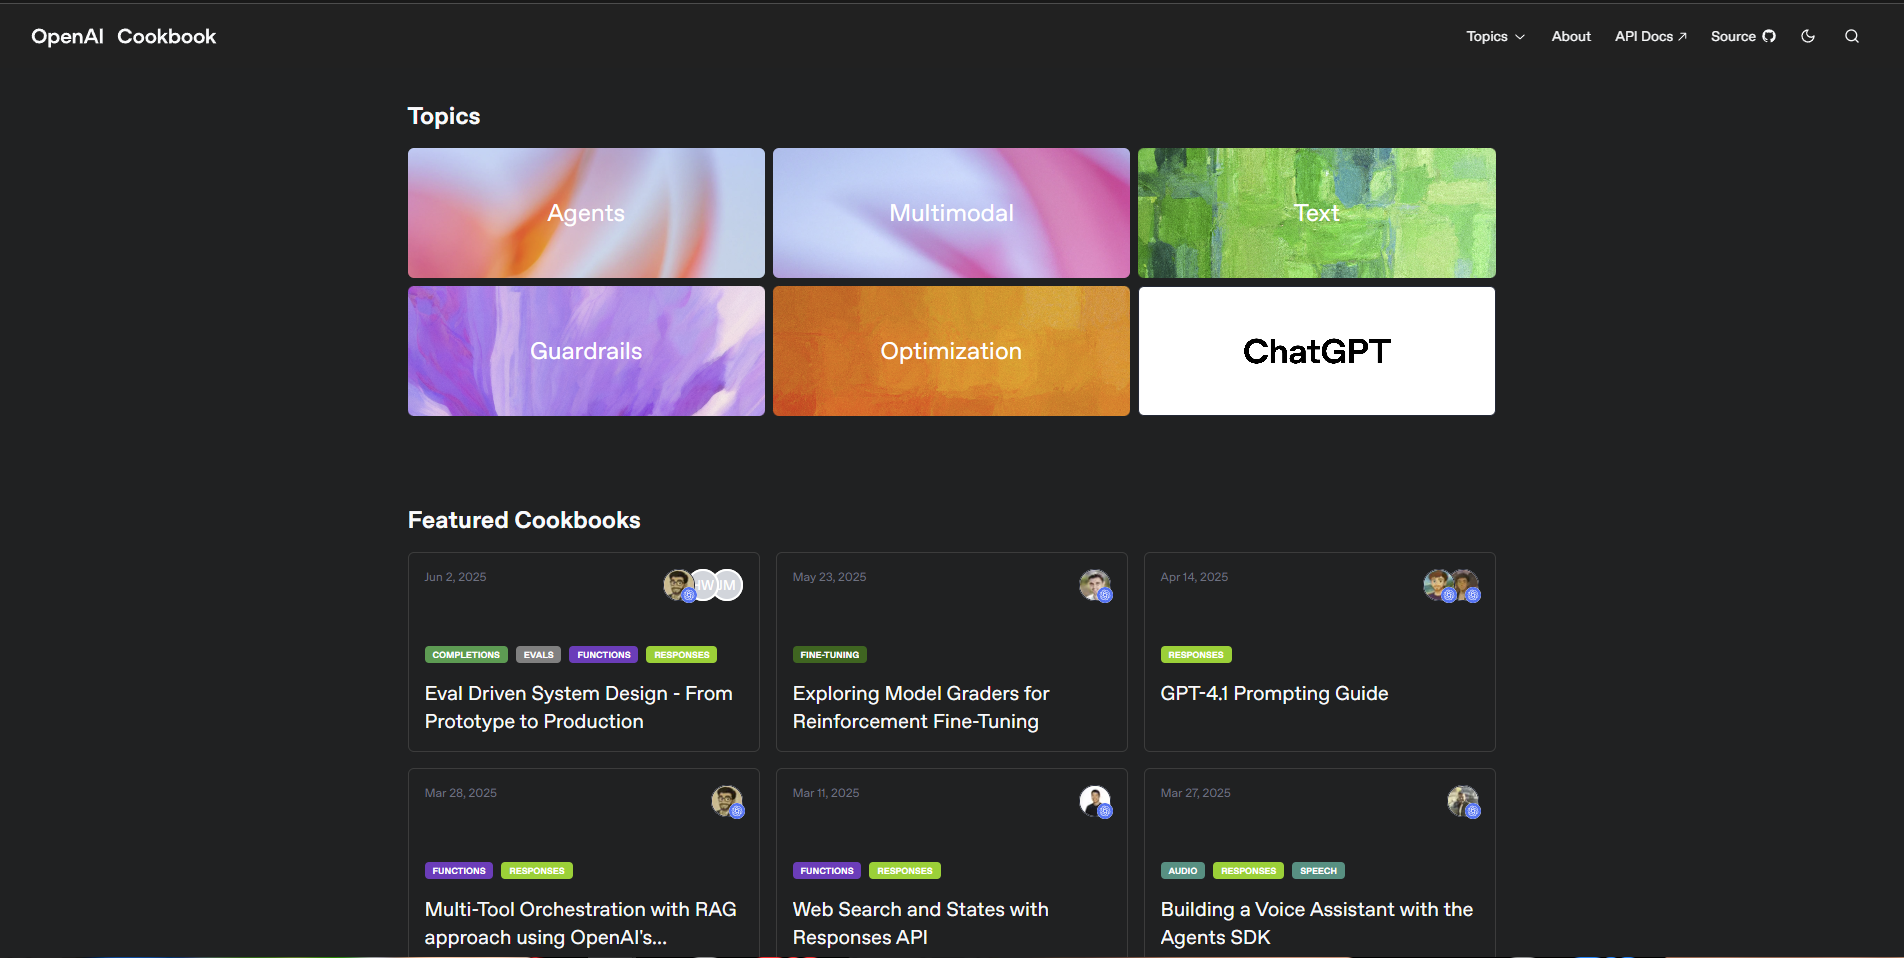 OpenAI Cookbook
Topics
About
API Docs
Source
Topics
Agents
Multimodal
Text
Guardrails
Optimization
ChatGPT
Featured Cookbooks
Jun 2, 2025
IM
COMPLETIONS
EVALS
FUNCTIONS
RESPONSES
Eval Driven System Design - From
Prototype to Production
May 23, 2025
FINE-TUNING
Exploring Model Graders for
Reinforcement Fine-Tuning
Apr 14, 2025
RESPONSES
GPT-4.1 Prompting Guide
Mar 28, 2025
FUNCTIONS
RESPONSES
Multi-Tool Orchestration with RAG
approach using OpenAI's...
Mar 11, 2025
FUNCTIONS
RESPONSES
Web Search and States with
Responses API
Mar 27, 2025
AUDIO
RESPONSES
SPEECH
Building a Voice Assistant with the
Agents SDK